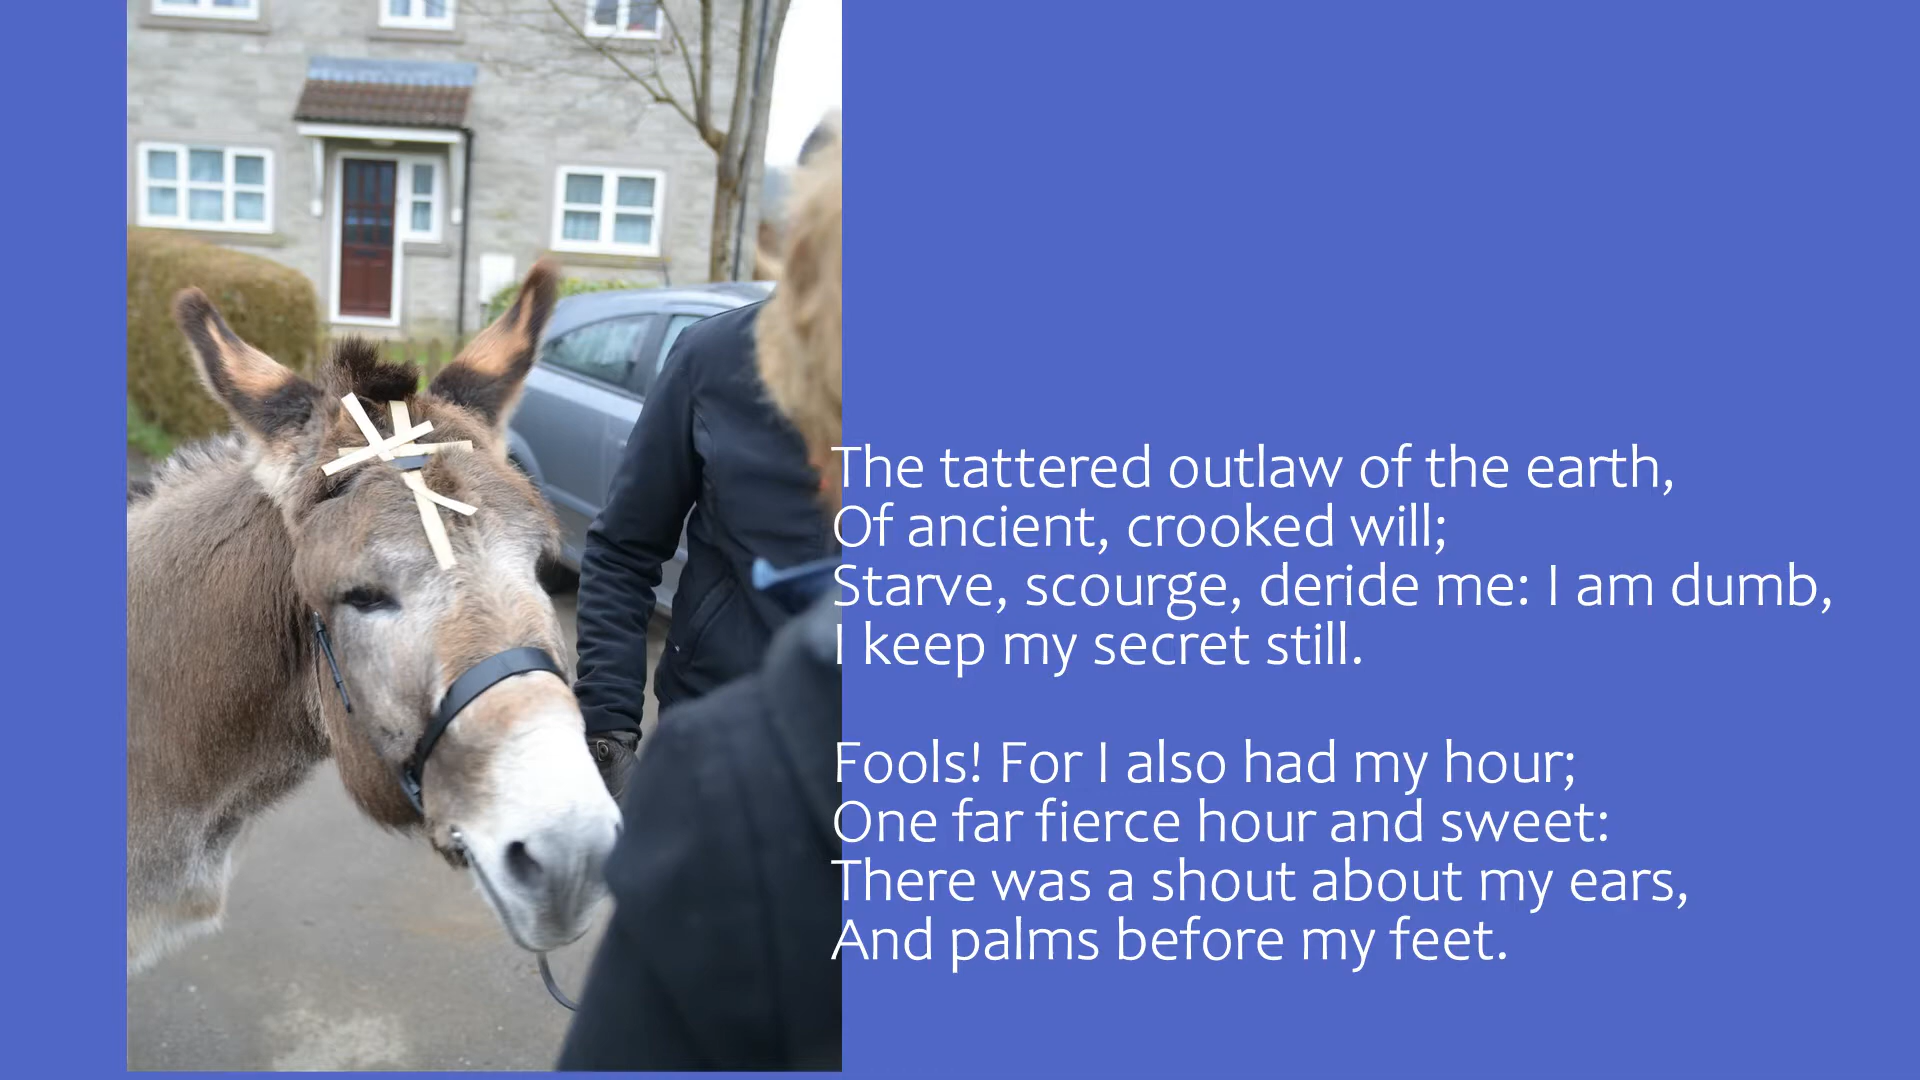 The tattered outlaw of the earth,
Of ancient, crooked will;
Starve, scourge, deride me: I am dumb,
I keep my secret still.
Fools! For I also had my hour;
One far fierce hour and sweet:
There was a shout about my ears,
And palms before my feet.